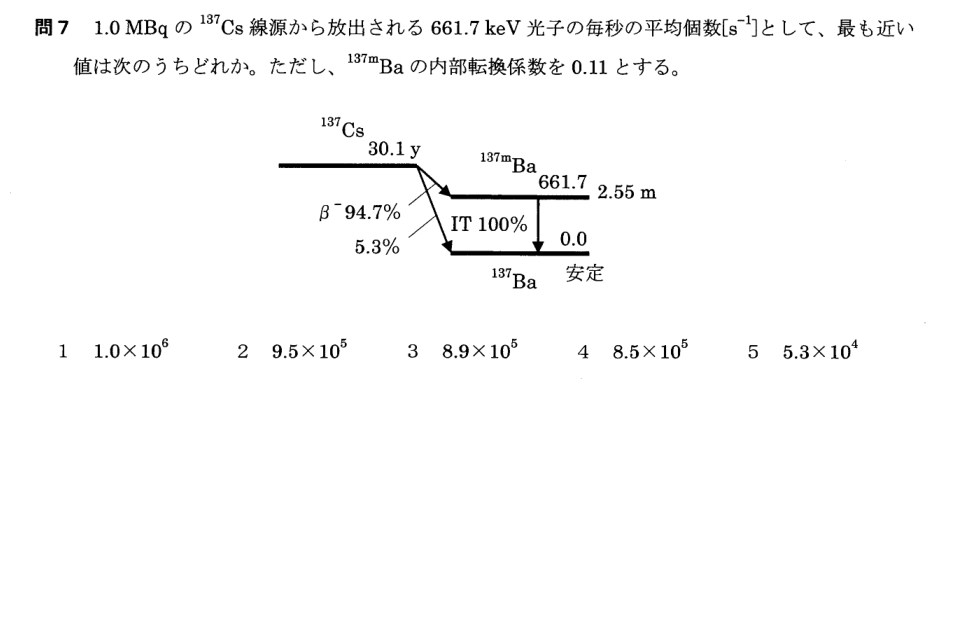 問7 1.0 MBq の ¹³⁷Cs 線源から放出される 661.7 keV 光子の毎秒の平均個数[s⁻¹]として、最も近い
値は次のうちどれか。ただし、¹³⁷ᵐBa の内部転換係数を 0.11 とする。
¹³⁷Cs
30.1 y
¹³⁷ᵐBa
661.7 2.55 m
β⁻94.7%
IT 100%
5.3%
0.0
¹³⁷Ba 安定
1 1.0×10⁶ 2 9.5×10⁵ 3 8.9×10⁵ 4 8.5×10⁵ 5 5.3×10⁴